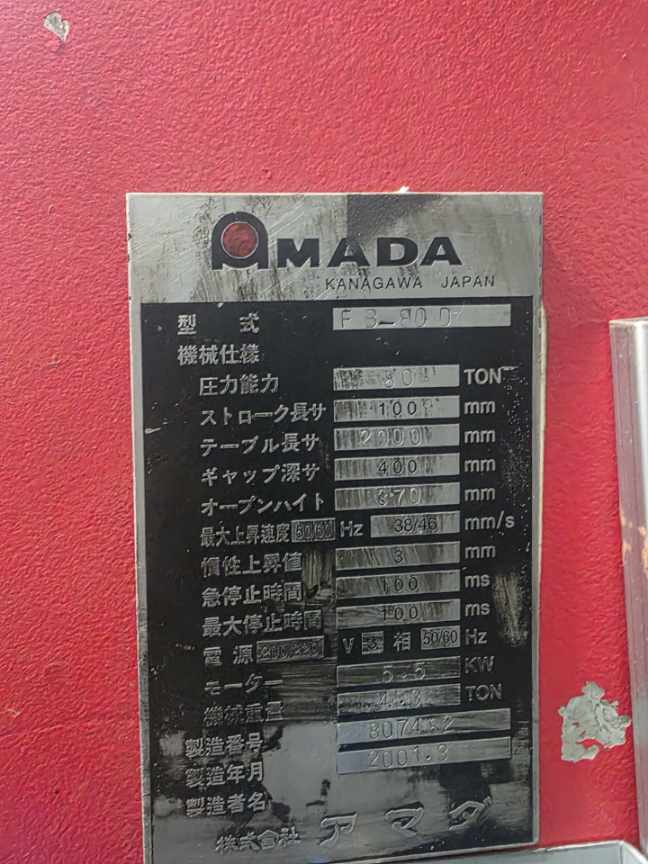 AMADA
KANAGAWA JAPAN
型式
機械仕様
圧力能力 80 TON
ストローク長サ 100 mm
テーブル長サ 2000 mm
ギャップ深サ 400 mm
オープンハイト 370 mm
最大上昇速度 50/60 Hz 38/46 mm/s
惰性上昇値 3 mm
急停止時間 100 ms
最大停止時間 100 ms
電源 200/220 V 3 相 50/60 Hz
モーター 5.5 KW
機械重量 TON
製造番号
製造年月 2001.3
製造者名
株式会社 アマダ